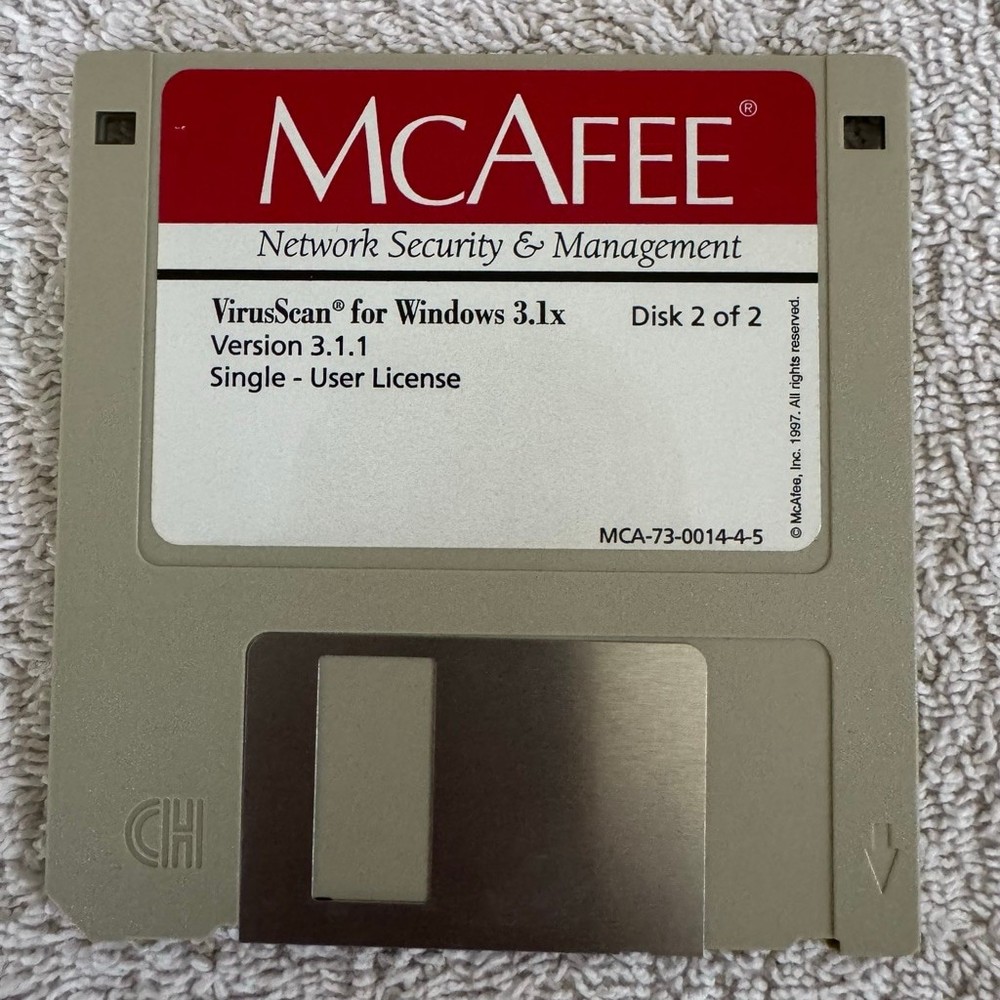 McAFEE®
Network Security & Management
VirusScan® for Windows 3.1x
Disk 2 of 2
Version 3.1.1
Single - User License
© McAfee, Inc. 1997. All rights reserved.
MCA-73-0014-4-5
CH